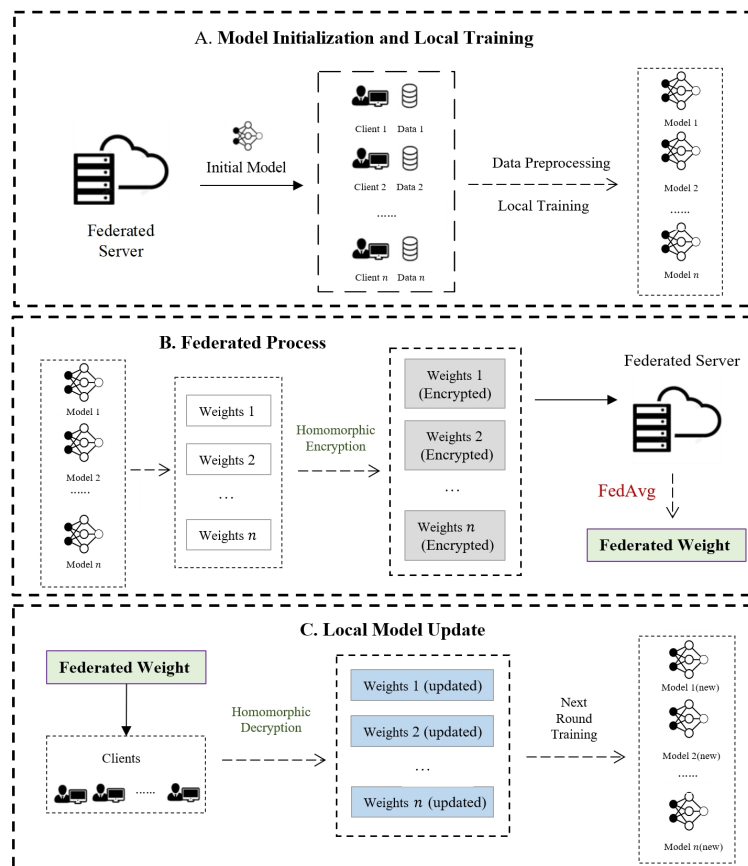 A. Model Initialization and Local Training
Initial Model
Federated
Server
Client 1 Data 1
Client 2 Data 2
......
Client n Data n
Data Preprocessing
Local Training
Model 1
Model 2
......
Model n
B. Federated Process
Model 1
Model 2
......
Model n
Weights 1
Weights 2
...
Weights n
Homomorphic
Encryption
Weights 1
(Encrypted)
Weights 2
(Encrypted)
...
Weights n
(Encrypted)
Federated Server
FedAvg
Federated Weight
C. Local Model Update
Federated Weight
Clients
......
Homomorphic
Decryption
Weights 1 (updated)
Weights 2 (updated)
...
Weights n (updated)
Next
Round
Training
Model 1(new)
Model 2(new)
......
Model n(new)